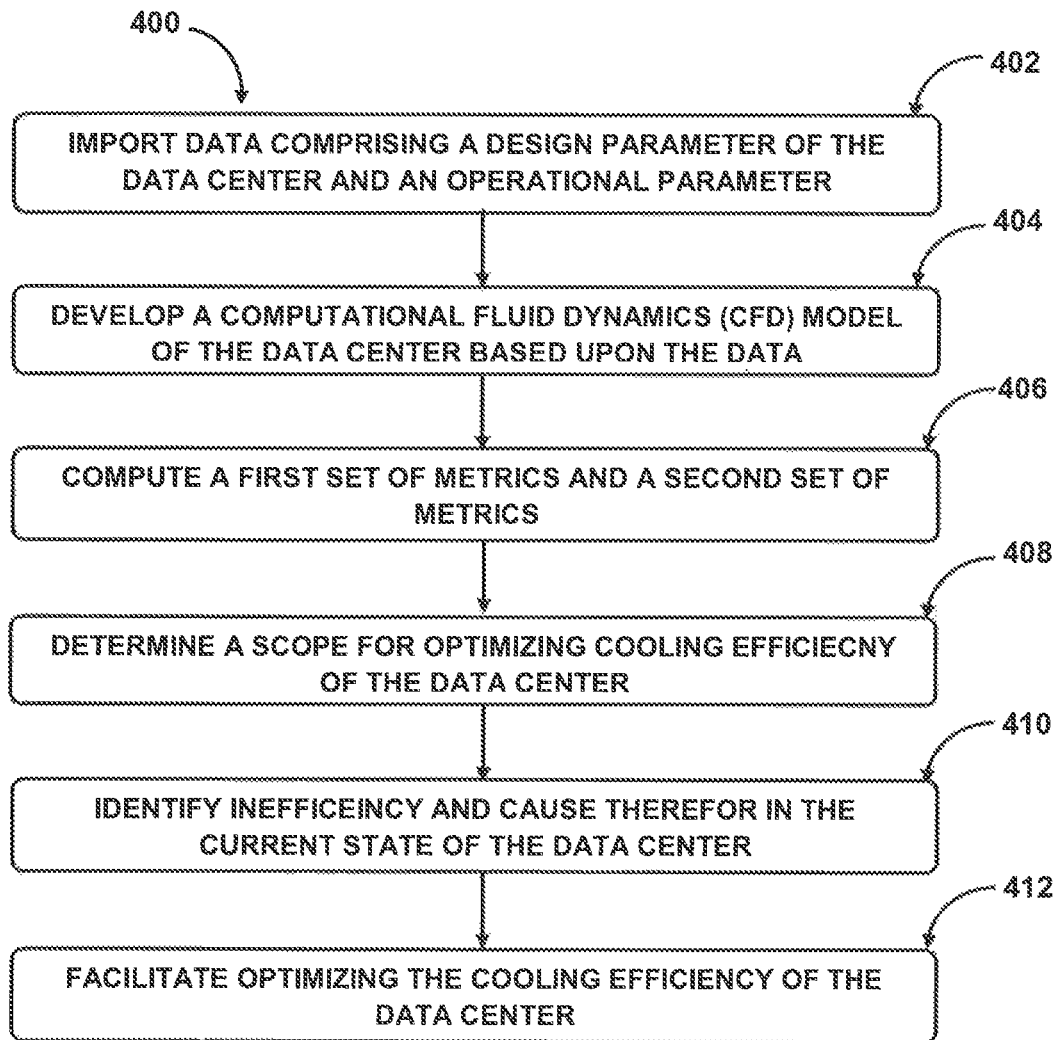 400
402
IMPORT DATA COMPRISING A DESIGN PARAMETER OF THE
DATA CENTER AND AN OPERATIONAL PARAMETER
404
DEVELOP A COMPUTATIONAL FLUID DYNAMICS (CFD) MODEL
OF THE DATA CENTER BASED UPON THE DATA
406
COMPUTE A FIRST SET OF METRICS AND A SECOND SET OF
METRICS
408
DETERMINE A SCOPE FOR OPTIMIZING COOLING EFFICIECNY
OF THE DATA CENTER
410
IDENTIFY INEFFICEINCY AND CAUSE THEREFOR IN THE
CURRENT STATE OF THE DATA CENTER
412
FACILITATE OPTIMIZING THE COOLING EFFICIENCY OF THE
DATA CENTER